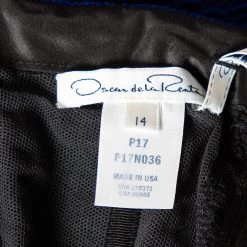 Oscar de la Renta
14
P17
P17N036
MADE IN USA